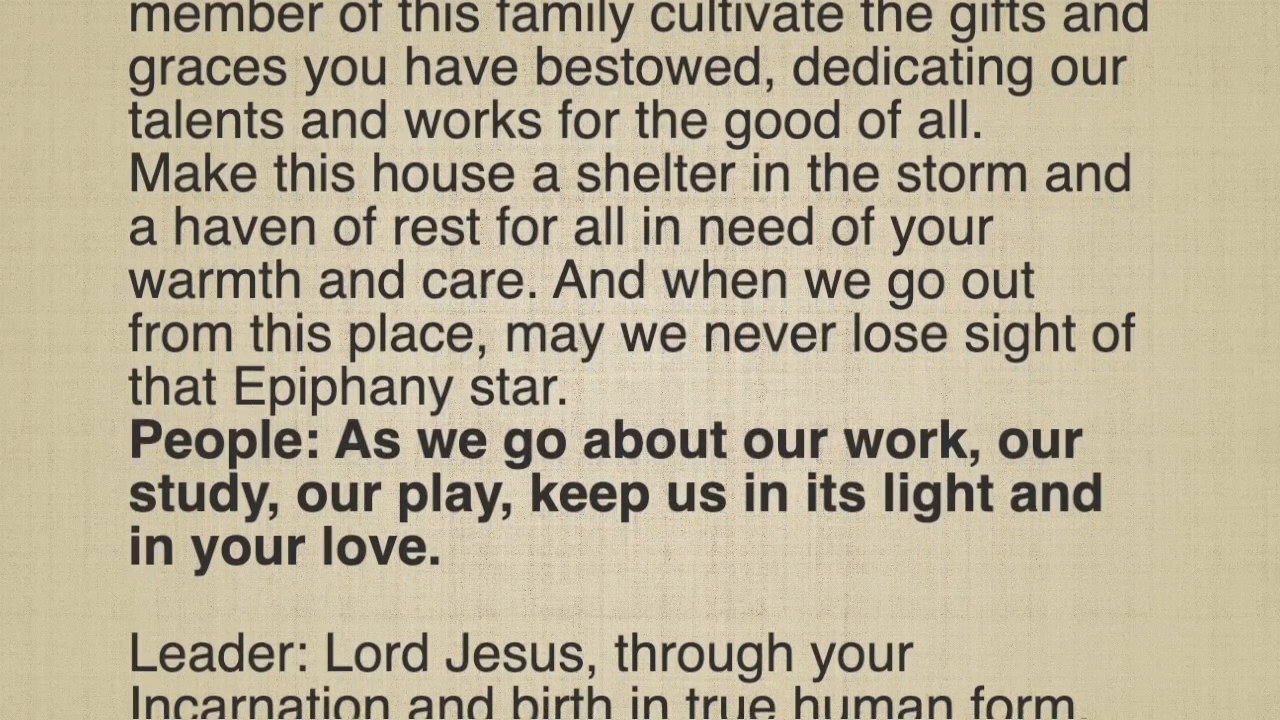 member of this family cultivate the gifts and
graces you have bestowed, dedicating our
talents and works for the good of all.
Make this house a shelter in the storm and
a haven of rest for all in need of your
warmth and care. And when we go out
from this place, may we never lose sight of
that Epiphany star.
People: As we go about our work, our
study, our play, keep us in its light and
in your love.
Leader: Lord Jesus, through your
Incarnation and birth in true human form,